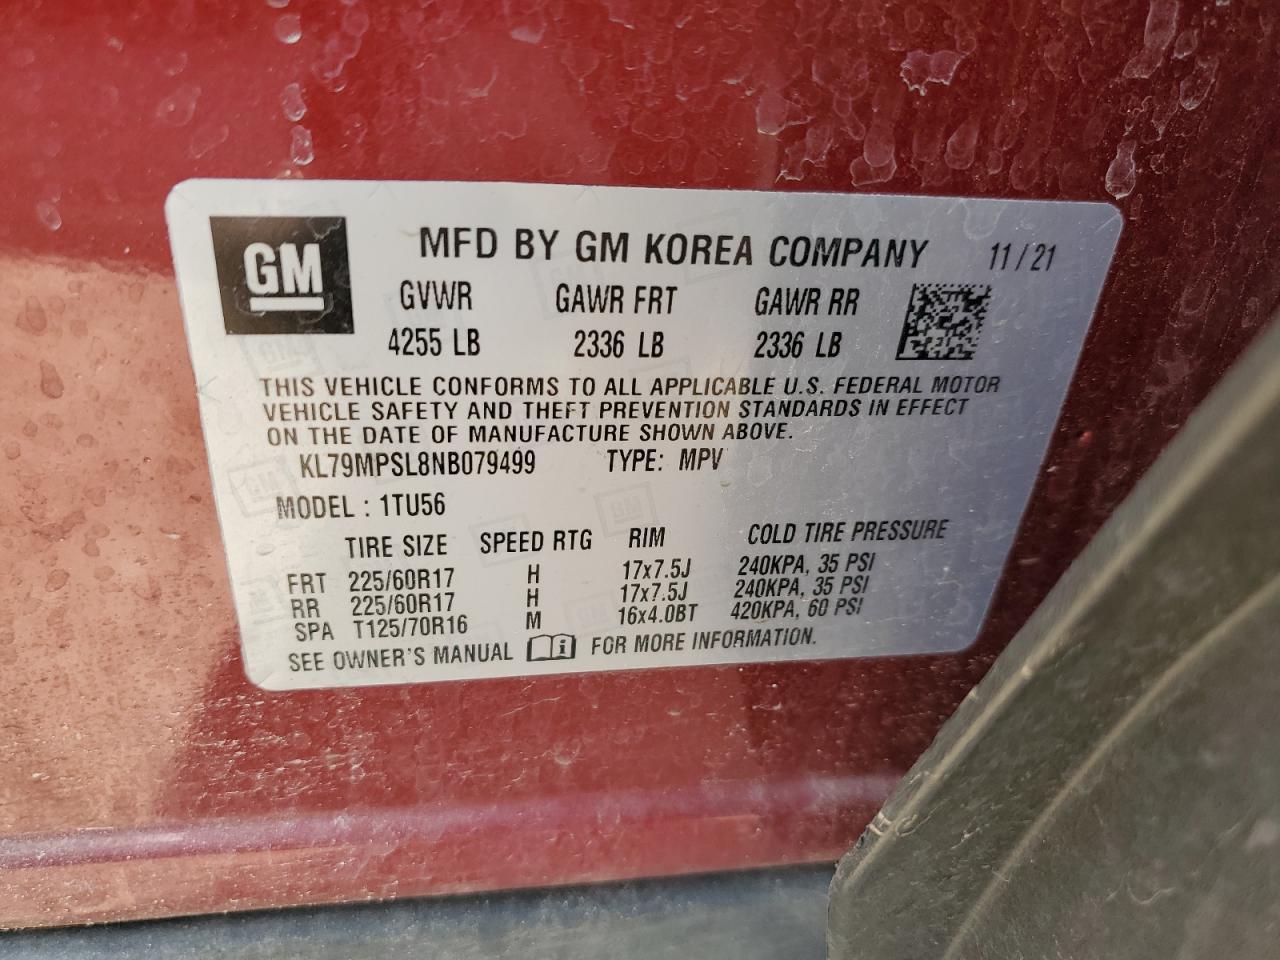 GM
MFD BY GM KOREA COMPANY 11/21
GVWR GAWR FRT GAWR RR
4255 LB 2336 LB 2336 LB
THIS VEHICLE CONFORMS TO ALL APPLICABLE U.S. FEDERAL MOTOR
VEHICLE SAFETY AND THEFT PREVENTION STANDARDS IN EFFECT
ON THE DATE OF MANUFACTURE SHOWN ABOVE.
KL79MPSL8NB079499 TYPE: MPV
MODEL : 1TU56
TIRE SIZE SPEED RTG RIM COLD TIRE PRESSURE
FRT 225/60R17 H 17x7.5J 240KPA, 35 PSI
RR 225/60R17 H 17x7.5J 240KPA, 35 PSI
SPA T125/70R16 M 16x4.0BT 420KPA, 60 PSI
SEE OWNER'S MANUAL i FOR MORE INFORMATION.